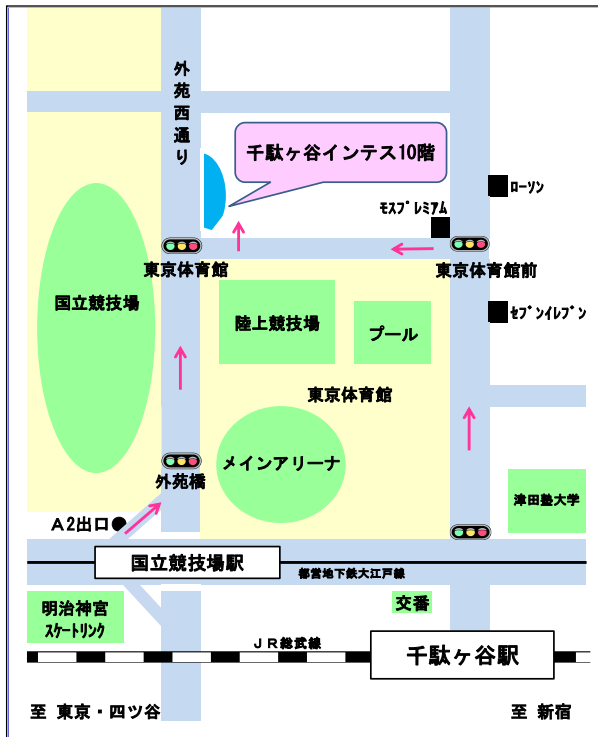 外苑西通り
千駄ヶ谷インテス10階
ローソン
モスプレミアム
東京体育館
東京体育館前
国立競技場
陸上競技場
プール
セブンイレブン
東京体育館
メインアリーナ
外苑橋
津田塾大学
A2出口
国立競技場駅
都営地下鉄大江戸線
明治神宮
スケートリンク
交番
JR総武線
千駄ヶ谷駅
至 東京・四ツ谷
至 新宿